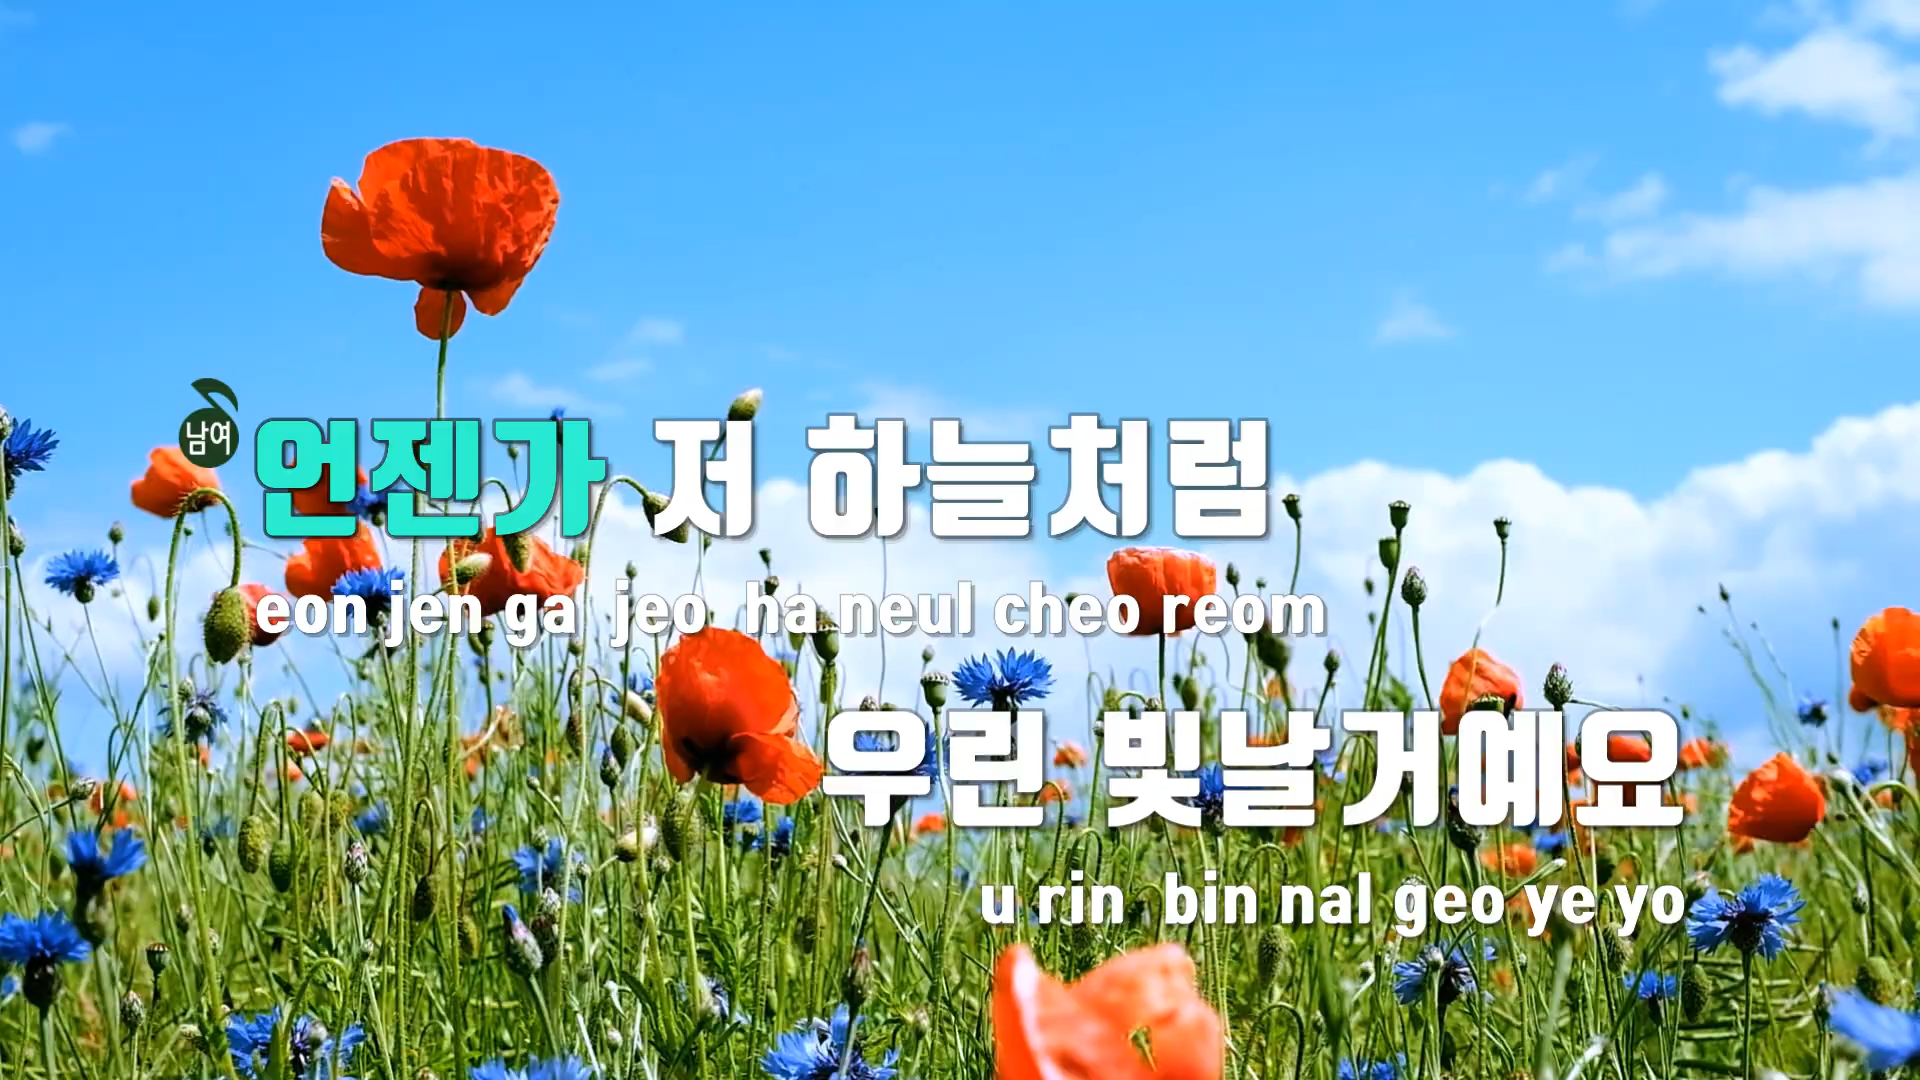 남여
언젠가 저 하늘처럼
eon jen ga jeo ha neul cheo reom
우린 빛날거예요
u rin bin nal geo ye yo